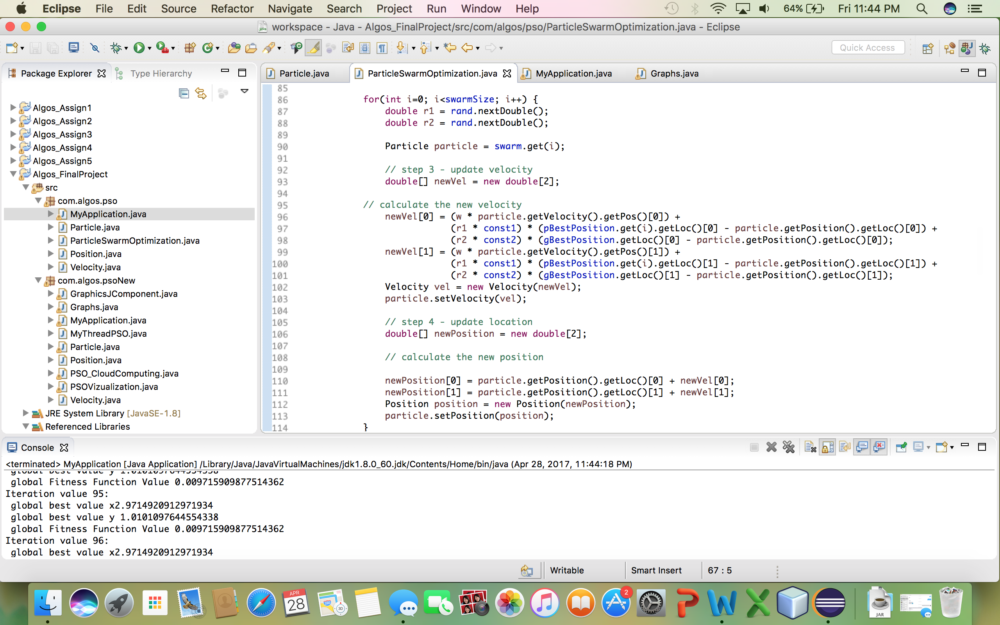 Eclipse File Edit Source Refactor Navigate Search Project Run Window Help 64% Fri 11:44 PM
workspace - Java - Algos_FinalProject/src/com/algos/pso/ParticleSwarmOptimization.java - Eclipse
Quick Access
Package Explorer Type Hierarchy
Algos_Assign1
Algos_Assign2
Algos_Assign3
Algos_Assign4
Algos_Assign5
Algos_FinalProject
src
com.algos.pso
MyApplication.java
Particle.java
ParticleSwarmOptimization.java
Position.java
Velocity.java
com.algos.psoNew
GraphicsJComponent.java
Graphs.java
MyApplication.java
MyThreadPSO.java
Particle.java
Position.java
PSO_CloudComputing.java
PSOVizualization.java
Velocity.java
JRE System Library [JavaSE-1.8]
Referenced Libraries
Particle.java ParticleSwarmOptimization.java MyApplication.java Graphs.java
85
86 for(int i=0; i<swarmSize; i++) {
87 double r1 = rand.nextDouble();
88 double r2 = rand.nextDouble();
89
90 Particle particle = swarm.get(i);
91
92 // step 3 - update velocity
93 double[] newVel = new double[2];
94
95 // calculate the new velocity
96 newVel[0] = (w * particle.getVelocity().getPos()[0]) +
97 (r1 * const1) * (pBestPosition.get(i).getLoc()[0] - particle.getPosition().getLoc()[0]) +
98 (r2 * const2) * (gBestPosition.getLoc()[0] - particle.getPosition().getLoc()[0]);
99 newVel[1] = (w * particle.getVelocity().getPos()[1]) +
100 (r1 * const1) * (pBestPosition.get(i).getLoc()[1] - particle.getPosition().getLoc()[1]) +
101 (r2 * const2) * (gBestPosition.getLoc()[1] - particle.getPosition().getLoc()[1]);
102 Velocity vel = new Velocity(newVel);
103 particle.setVelocity(vel);
104
105 // step 4 - update location
106 double[] newPosition = new double[2];
107
108 // calculate the new position
109
110 newPosition[0] = particle.getPosition().getLoc()[0] + newVel[0];
111 newPosition[1] = particle.getPosition().getLoc()[1] + newVel[1];
112 Position position = new Position(newPosition);
113 particle.setPosition(position);
114 }
Console
<terminated> MyApplication [Java Application] /Library/Java/JavaVirtualMachines/jdk1.8.0_60.jdk/Contents/Home/bin/java (Apr 28, 2017, 11:44:18 PM)
global best value y 1.0101097644554338
global Fitness Function Value 0.009715909877514362
Iteration value 95:
global best value x2.9714920912971934
global best value y 1.0101097644554338
global Fitness Function Value 0.009715909877514362
Iteration value 96:
global best value x2.9714920912971934
Writable Smart Insert 67 : 5
APR
28
280
3D
2
JAR